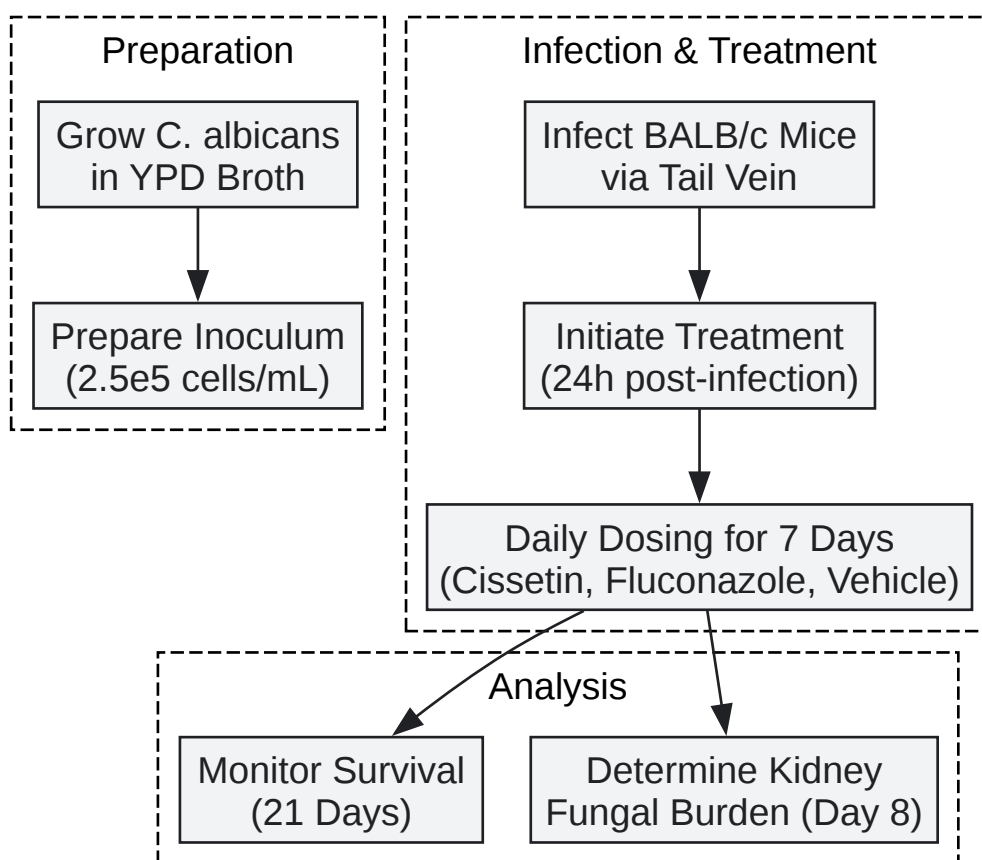 Preparation
Grow C. albicans
in YPD Broth
Prepare Inoculum
(2.5e5 cells/mL)
Infection & Treatment
Infect BALB/c Mice
via Tail Vein
Initiate Treatment
(24h post-infection)
Daily Dosing for 7 Days
(Cissetin, Fluconazole, Vehicle)
Analysis
Monitor Survival
(21 Days)
Determine Kidney
Fungal Burden (Day 8)